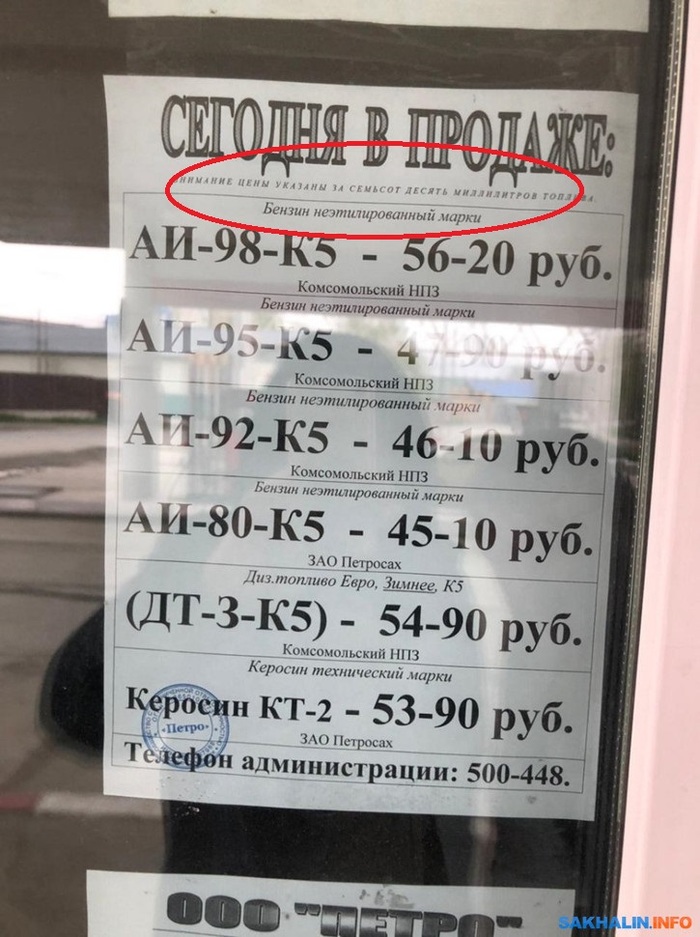 СЕГОДНЯ В ПРОДАЖЕ:
ВНИМАНИЕ ЦЕНЫ УКАЗАНЫ ЗА СЕМЬСОТ ДЕСЯТЬ МИЛЛИЛИТРОВ ТОПЛИВА.
Бензин неэтилированный марки
АИ-98-К5 - 56-20 руб.
Комсомольский НПЗ
Бензин неэтилированный марки
АИ-95-К5 - 47-90 руб.
Комсомольский НПЗ
Бензин неэтилированный марки
АИ-92-К5 - 46-10 руб.
Комсомольский НПЗ
Бензин неэтилированный марки
АИ-80-К5 - 45-10 руб.
ЗАО Петросах
Диз.топливо Евро, Зимнее, К5
(ДТ-З-К5) - 54-90 руб.
Комсомольский НПЗ
Керосин технический марки
Керосин КТ-2 - 53-90 руб.
«Петро»
ЗАО Петросах
Телефон администрации: 500-448.
ООО "ПЕТРО"
SAKHALIN.INFO